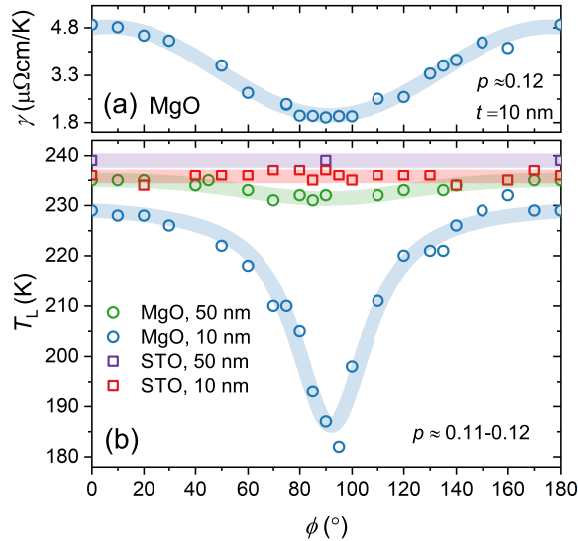 4.8
3.3
1.8
γ (μΩcm/K)
(a) MgO
p ≈0.12
t =10 nm
240
230
220
210
200
190
180
T_L (K)
MgO, 50 nm
MgO, 10 nm
STO, 50 nm
STO, 10 nm
(b)
p ≈ 0.11-0.12
0 20 40 60 80 100 120 140 160 180
ϕ (°)